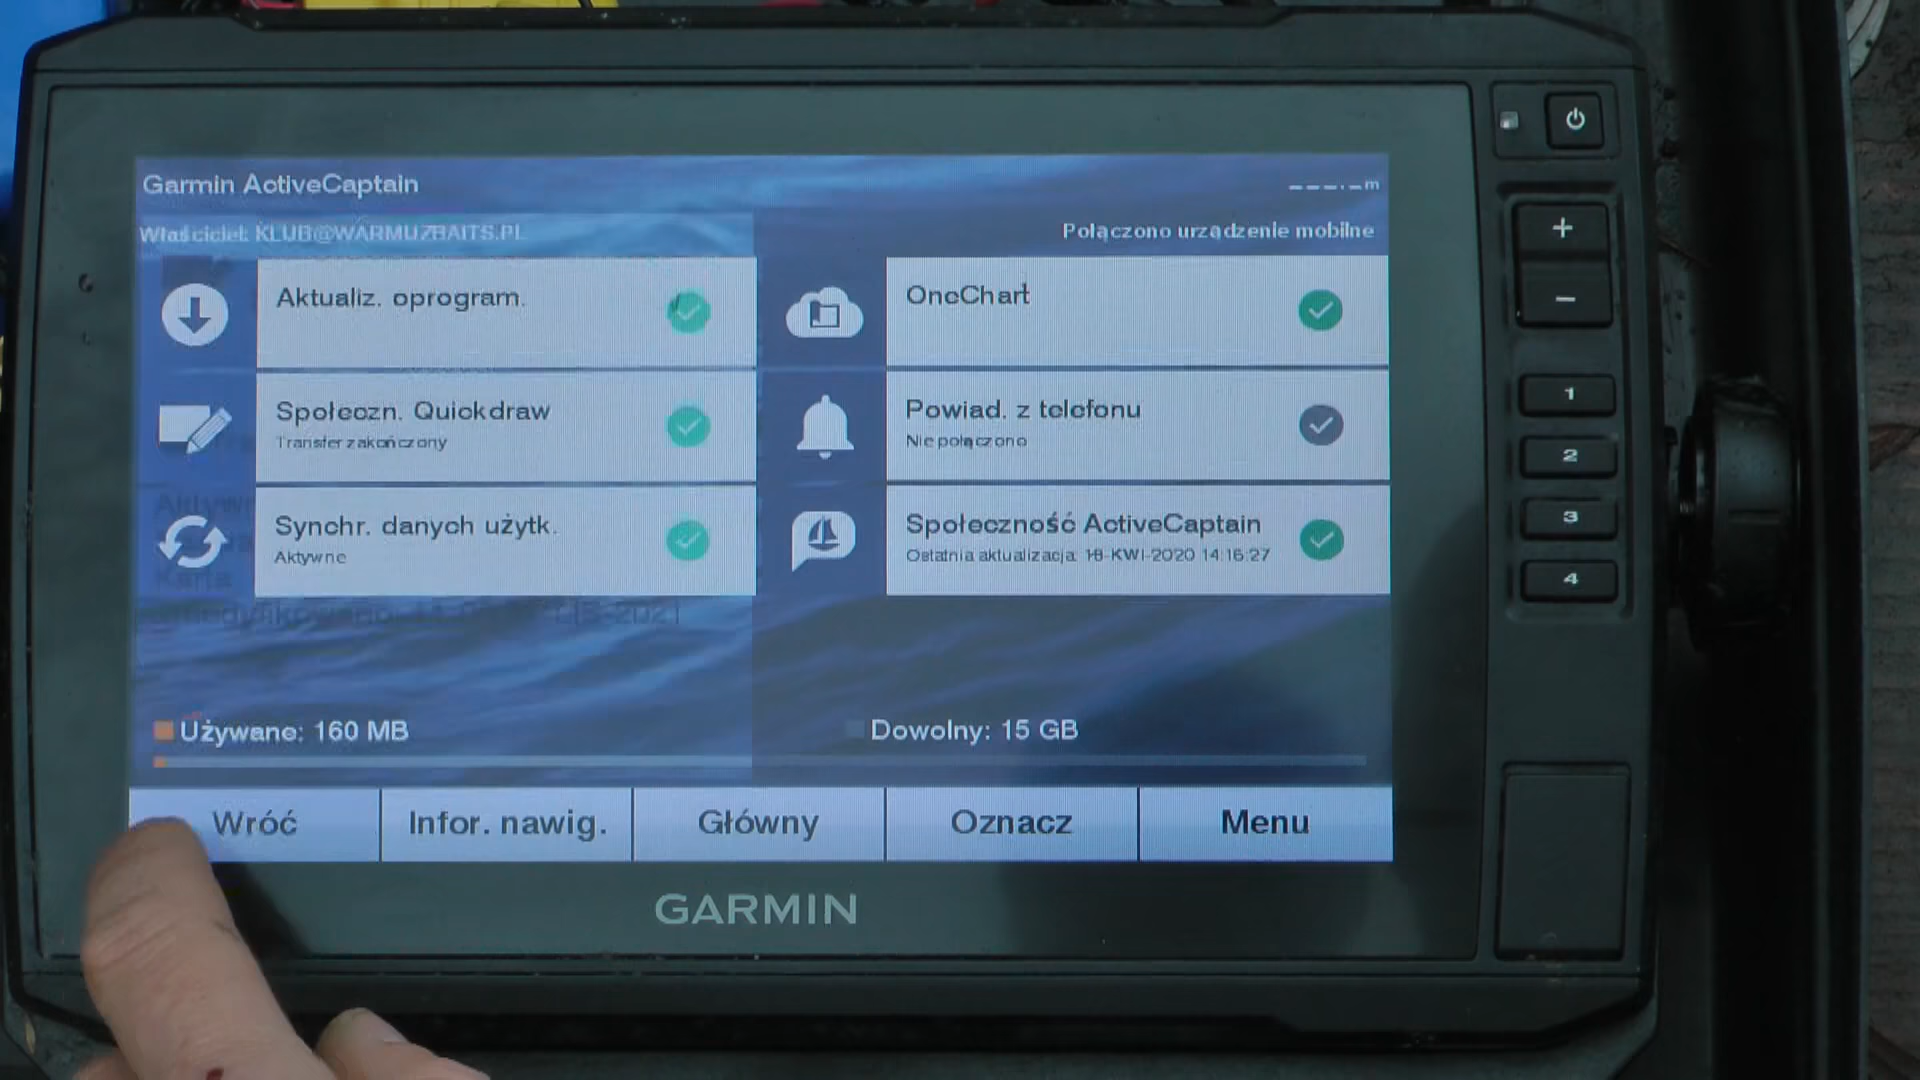 Garmin ActiveCaptain
---.-m
Właściciel: KLUB@WARMUZBAITS.PL
Połączono urządzenie mobilne
Aktualiz. oprogram.
OneChart
Społeczn. Quickdraw
Transfer zakończony
Powiad. z telefonu
Nie połączono
Synchr. danych użytk.
Aktywne
Społeczność ActiveCaptain
Ostatnia aktualizacja: 18-KWI-2020 14:16:27
Karta
Używane: 160 MB
Dowolny: 15 GB
Wróć
Infor. nawig.
Główny
Oznacz
Menu
GARMIN
+
−
1
2
3
4